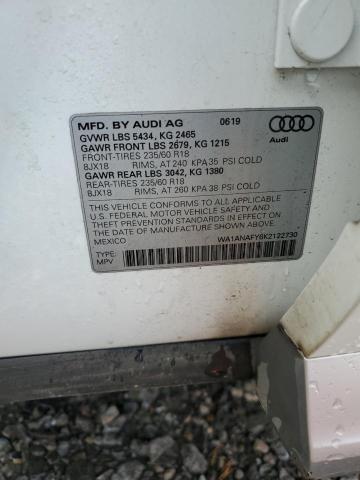 MFD. BY AUDI AG 0619
GVWR LBS 5434, KG 2465
GAWR FRONT LBS 2679, KG 1215
FRONT-TIRES 235/60 R18
8JX18 RIMS, AT 240 KPA 35 PSI COLD
GAWR REAR LBS 3042, KG 1380
REAR-TIRES 235/60 R18
8JX18 RIMS, AT 260 KPA 38 PSI COLD
Audi
THIS VEHICLE CONFORMS TO ALL APPLICABLE
U.S. FEDERAL MOTOR VEHICLE SAFETY AND
THEFT PREVENTION STANDARDS IN EFFECT ON
THE DATE OF MANUFACTURE SHOWN ABOVE
MEXICO
TYPE:
MPV WA1ANAFY6K2122730